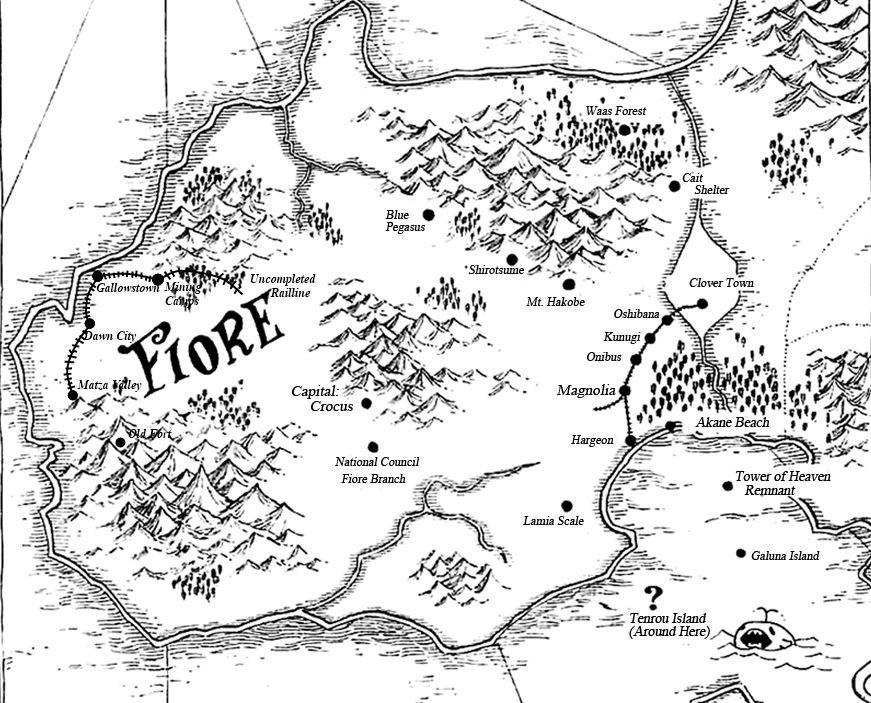 Waas Forest
Cait
Shelter
Blue
Pegasus
*Shirotsume
Mt. Hakobe
Clover Town
Gallowstown
Mining
Camps
Uncompleted
Railline
Oshibana
Dawn City
FIORE
Kunugi
Onibus
Matza Valley
Magnolia
Capital:
Crocus
Old Fort
Akane Beach
Hargeon
National Council
Fiore Branch
Tower of Heaven
Remnant
Lamia Scale
Galuna Island
?
Tenrou Island
(Around Here)